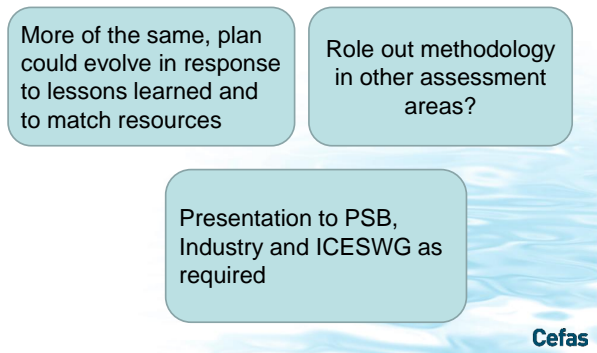 More of the same, plan
could evolve in response
to lessons learned and
to match resources
Role out methodology
in other assessment
areas?
Presentation to PSB,
Industry and ICESWG as
required
Cefas